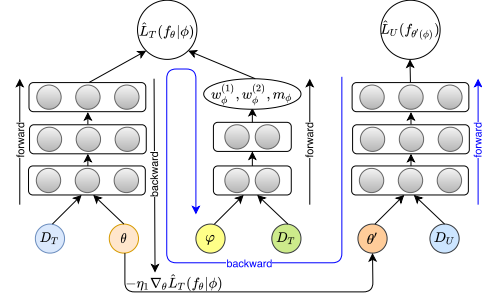 L̂_T(f_θ|ϕ)
L̂_U(f_θ'(ϕ))
w_ϕ^(1), w_ϕ^(2), m_ϕ
forward
backward
forward
forward
D_T
θ
φ
D_T
θ'
D_U
backward
−η₁∇_θ L̂_T(f_θ|ϕ)